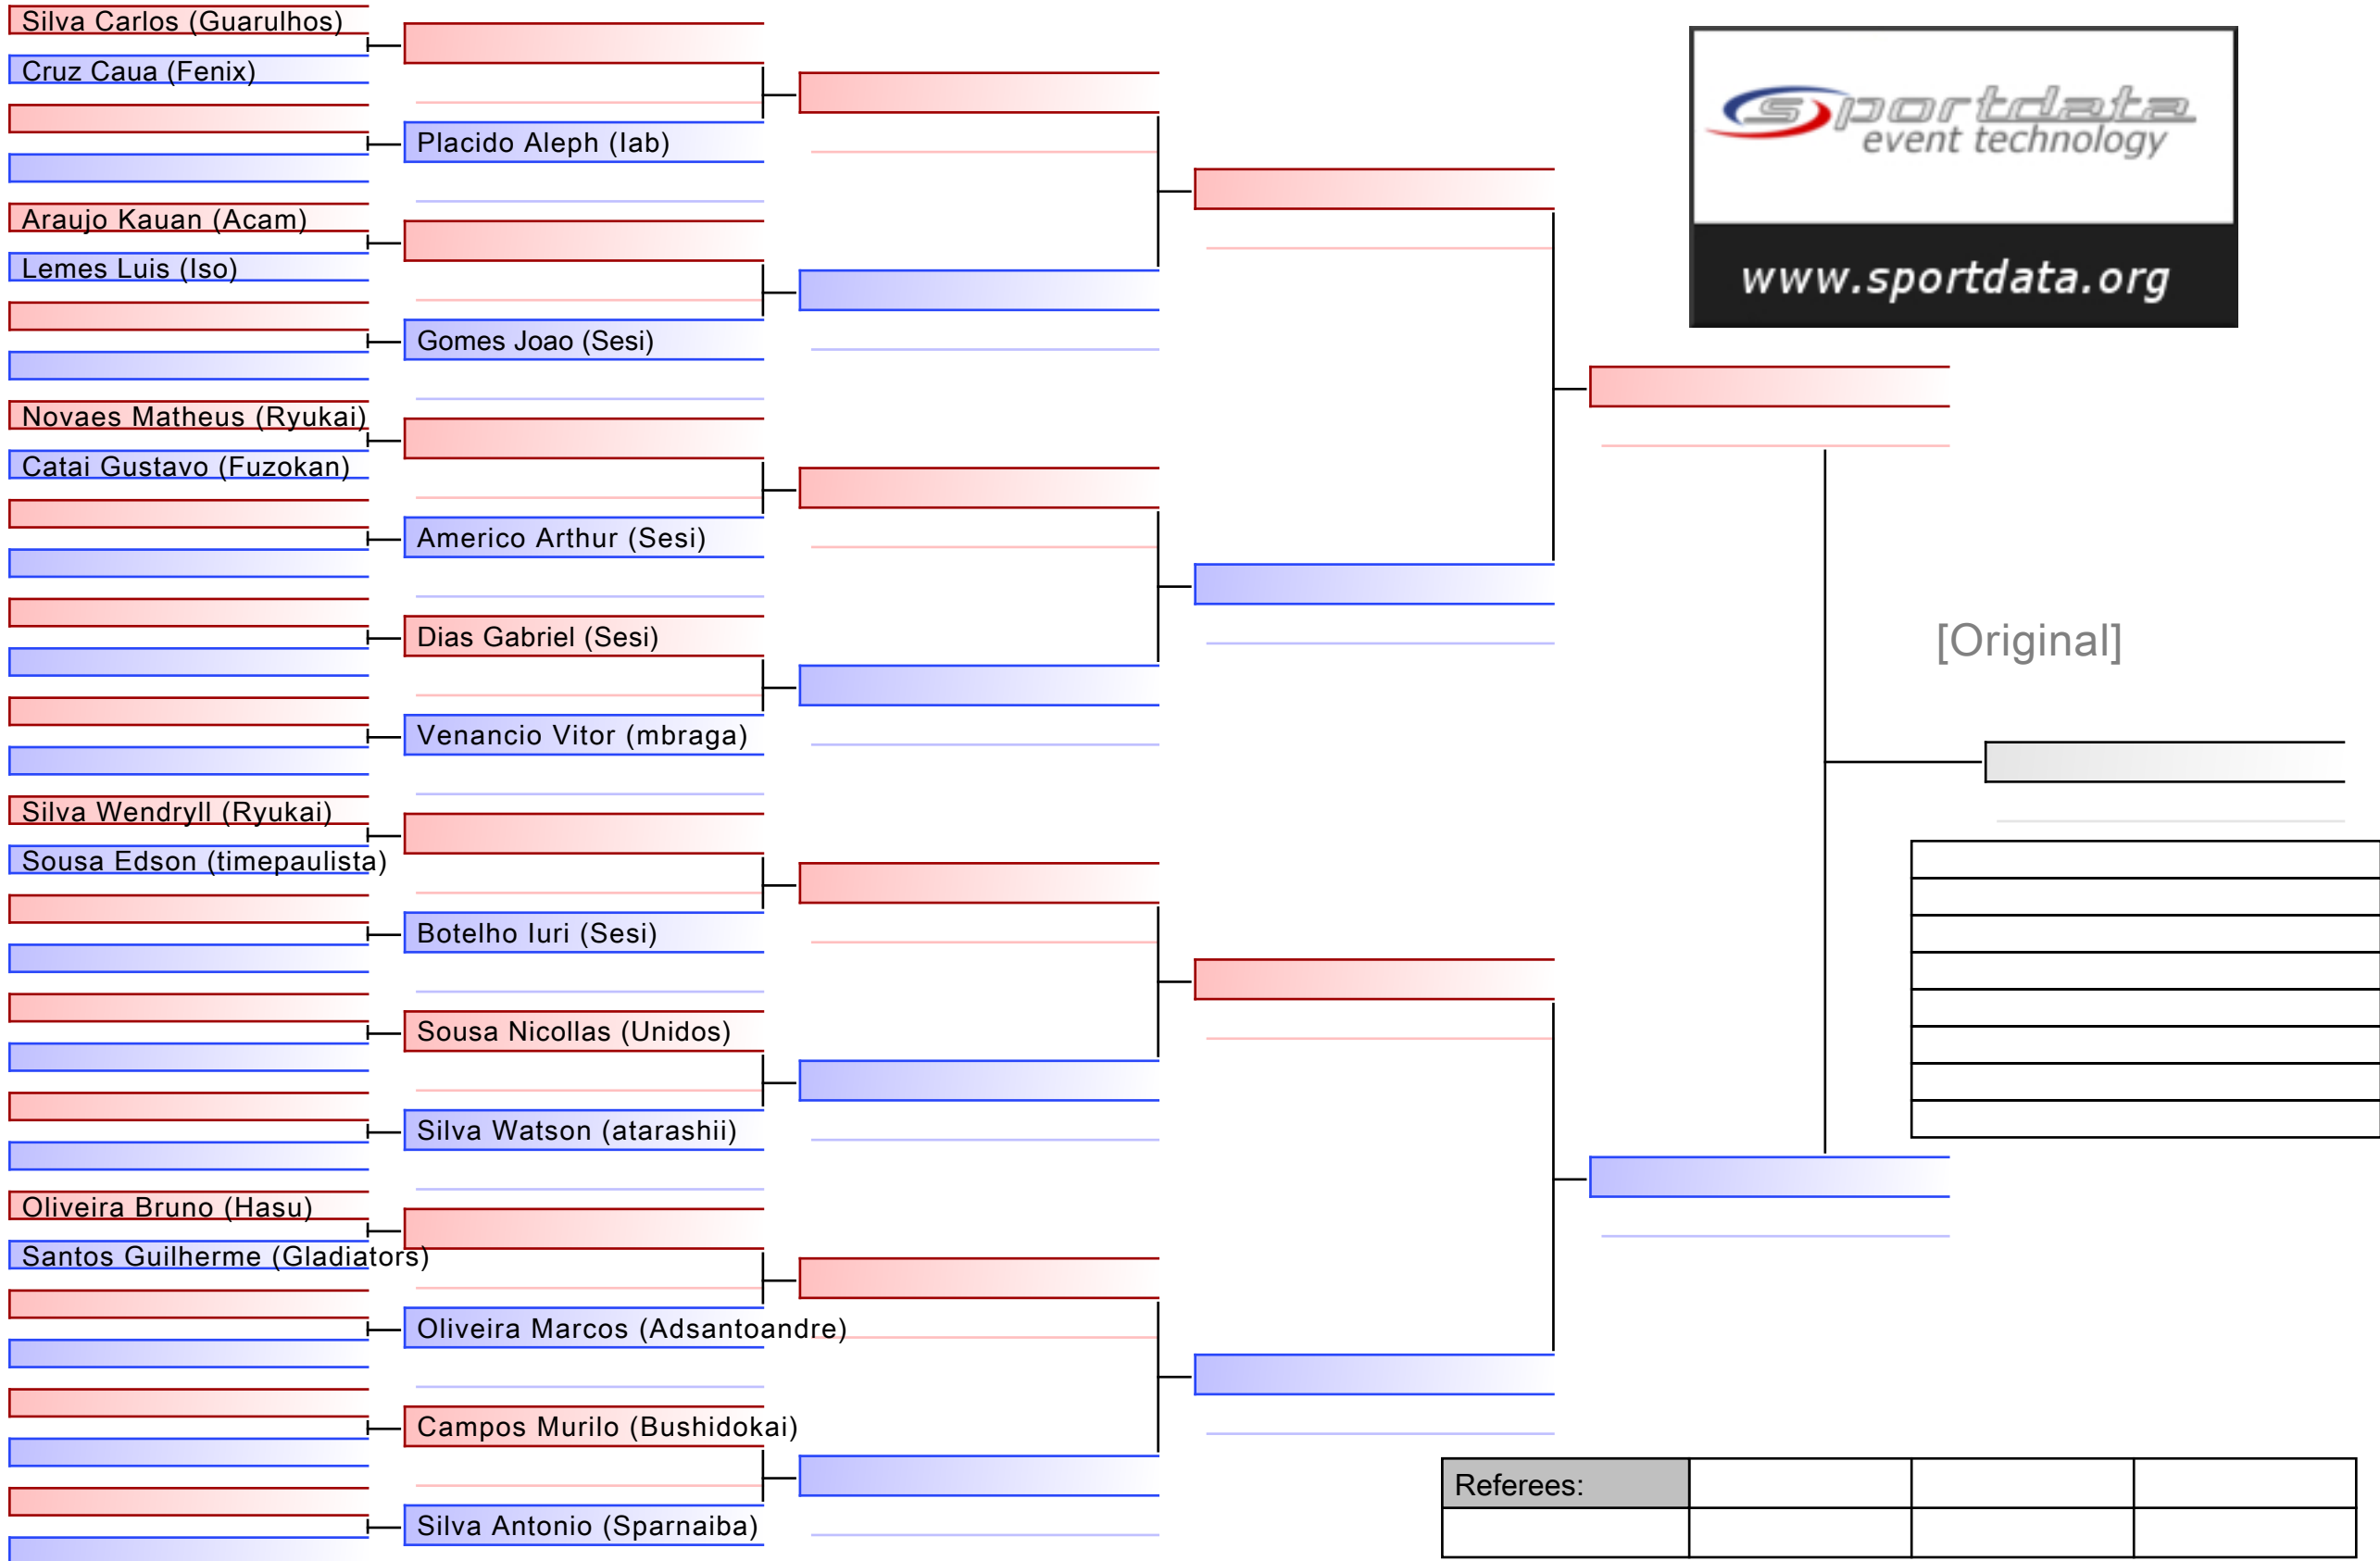 Silva Carlos (Guarulhos)
Cruz Caua (Fenix)
Placido Aleph (Iab)
Araujo Kauan (Acam)
Lemes Luis (Iso)
Gomes Joao (Sesi)
Novaes Matheus (Ryukai)
Catai Gustavo (Fuzokan)
Americo Arthur (Sesi)
Dias Gabriel (Sesi)
Venancio Vitor (mbraga)
Silva Wendryll (Ryukai)
Sousa Edson (timepaulista)
Botelho Iuri (Sesi)
Sousa Nicollas (Unidos)
Silva Watson (atarashii)
Oliveira Bruno (Hasu)
Santos Guilherme (Gladiators)
Oliveira Marcos (Adsantoandre)
Campos Murilo (Bushidokai)
Silva Antonio (Sparnaiba)
sportdata
event technology
www.sportdata.org
[Original]
Referees: